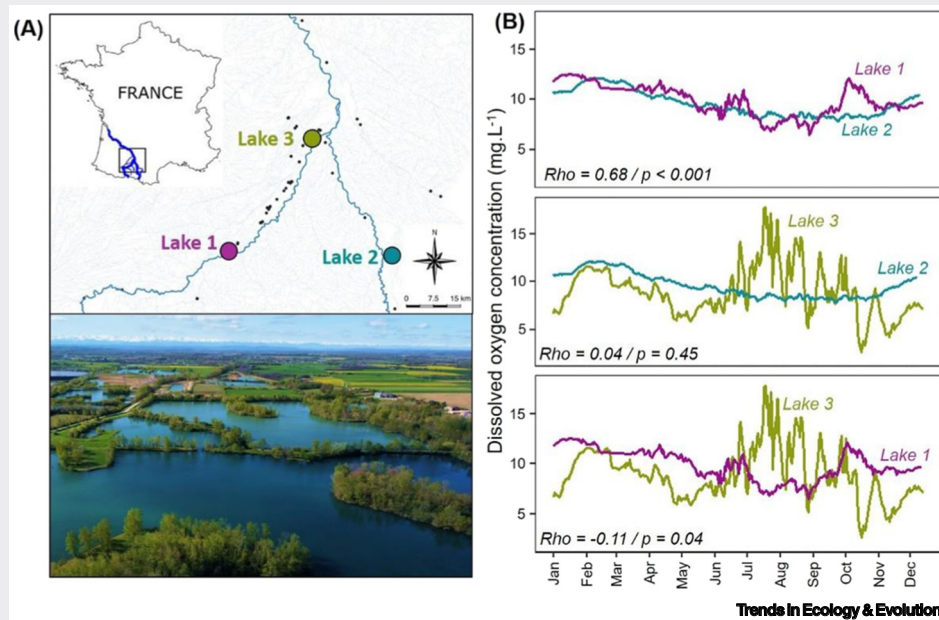 (A)
FRANCE
Lake 3
Lake 1
Lake 2
N
0 7.5 15 km
(B)
Dissolved oxygen concentration (mg.L⁻¹)
15
10
5
Lake 1
Lake 2
Rho = 0.68 / p < 0.001
15
10
5
Lake 3
Lake 2
Rho = 0.04 / p = 0.45
15
10
5
Lake 3
Lake 1
Rho = -0.11 / p = 0.04
Jan Feb Mar Apr May Jun Jul Aug Sep Oct Nov Dec
Trends in Ecology & Evolution